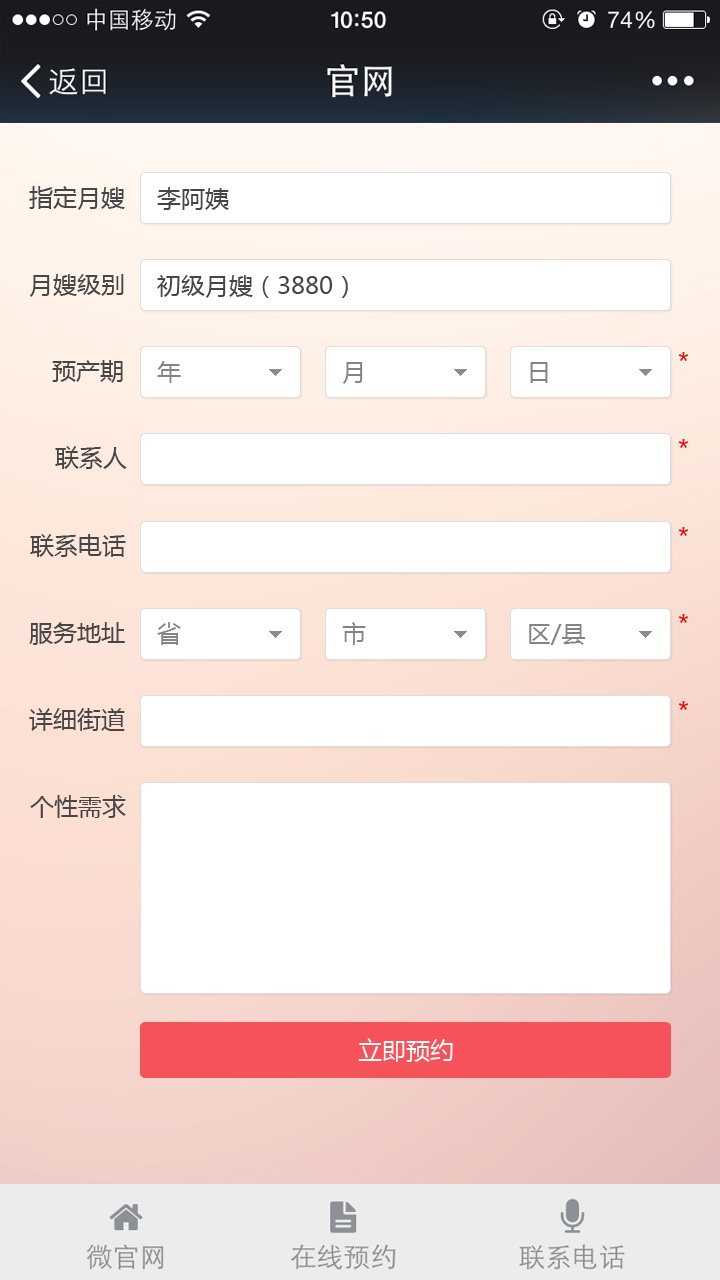 中国移动 10:50 74%
返回 官网
指定月嫂 李阿姨
月嫂级别 初级月嫂（3880）
预产期 年 月 日 *
联系人 *
联系电话 *
服务地址 省 市 区/县 *
详细街道 *
个性需求
立即预约
微官网 在线预约 联系电话